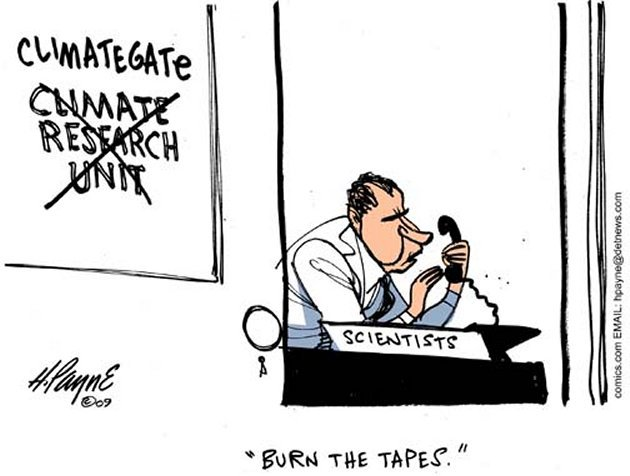 CLIMATEGATE
CLIMATE
RESEARCH
UNIT
SCIENTISTS
H. Payne
©09
comics.com EMAIL: hpayne@detnews.com
"BURN THE TAPES."